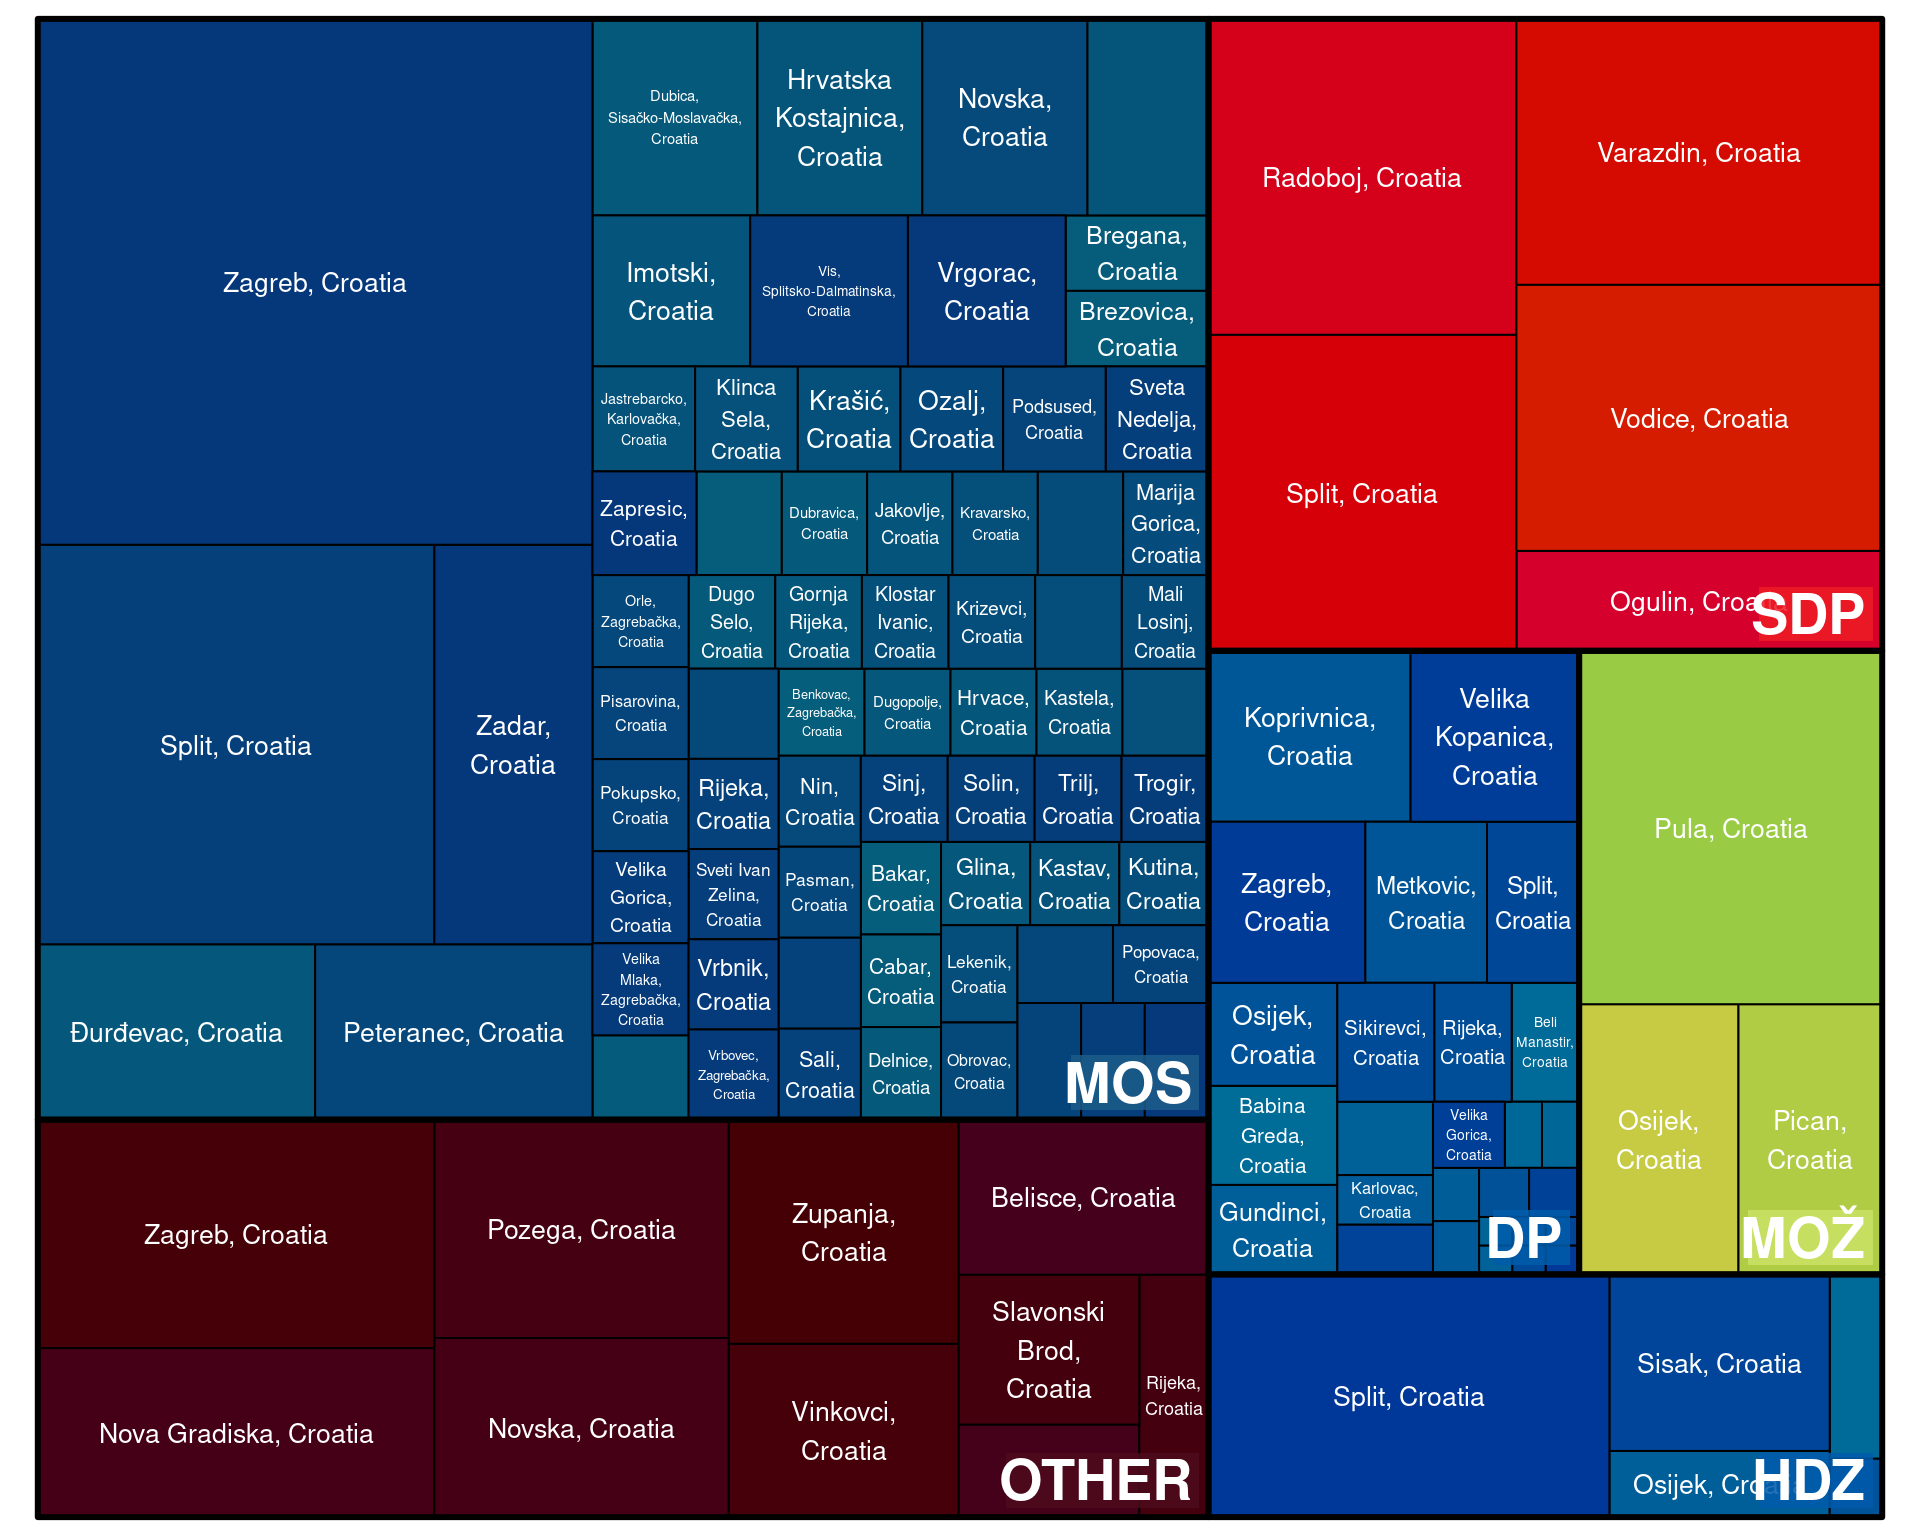 Zagreb, Croatia
Split, Croatia
Zadar,
Croatia
Đurđevac, Croatia
Peteranec, Croatia
Dubica,
Sisačko-Moslavačka,
Croatia
Hrvatska
Kostajnica,
Croatia
Novska,
Croatia
Imotski,
Croatia
Vis,
Splitsko-Dalmatinska,
Croatia
Vrgorac,
Croatia
Bregana,
Croatia
Brezovica,
Croatia
Jastrebarcko,
Karlovačka,
Croatia
Klinca
Sela,
Croatia
Krašić,
Croatia
Ozalj,
Croatia
Podsused,
Croatia
Sveta
Nedelja,
Croatia
Zapresic,
Croatia
Dubravica,
Croatia
Jakovlje,
Croatia
Kravarsko,
Croatia
Marija
Gorica,
Croatia
Orle,
Zagrebačka,
Croatia
Dugo
Selo,
Croatia
Gornja
Rijeka,
Croatia
Klostar
Ivanic,
Croatia
Krizevci,
Croatia
Mali
Losinj,
Croatia
Pisarovina,
Croatia
Benkovac,
Zagrebačka,
Croatia
Dugopolje,
Croatia
Hrvace,
Croatia
Kastela,
Croatia
Pokupsko,
Croatia
Rijeka,
Croatia
Nin,
Croatia
Sinj,
Croatia
Solin,
Croatia
Trilj,
Croatia
Trogir,
Croatia
Velika
Gorica,
Croatia
Sveti Ivan
Zelina,
Croatia
Pasman,
Croatia
Bakar,
Croatia
Glina,
Croatia
Kastav,
Croatia
Kutina,
Croatia
Velika
Mlaka,
Zagrebačka,
Croatia
Vrbnik,
Croatia
Cabar,
Croatia
Lekenik,
Croatia
Popovaca,
Croatia
Vrbovec,
Zagrebačka,
Croatia
Sali,
Croatia
Delnice,
Croatia
Obrovac,
Croatia
MOS
Radoboj, Croatia
Varazdin, Croatia
Split, Croatia
Vodice, Croatia
Ogulin, Croatia
SDP
Koprivnica,
Croatia
Velika
Kopanica,
Croatia
Zagreb,
Croatia
Metkovic,
Croatia
Split,
Croatia
Osijek,
Croatia
Sikirevci,
Croatia
Rijeka,
Croatia
Beli
Manastir,
Croatia
Babina
Greda,
Croatia
Velika
Gorica,
Croatia
Gundinci,
Croatia
Karlovac,
Croatia
DP
Pula, Croatia
Osijek,
Croatia
Pican,
Croatia
MOŽ
Zagreb, Croatia
Nova Gradiska, Croatia
Pozega, Croatia
Novska, Croatia
Zupanja,
Croatia
Vinkovci,
Croatia
Belisce, Croatia
Slavonski
Brod,
Croatia
Rijeka,
Croatia
OTHER
Split, Croatia
Sisak, Croatia
Osijek, Croatia
HDZ